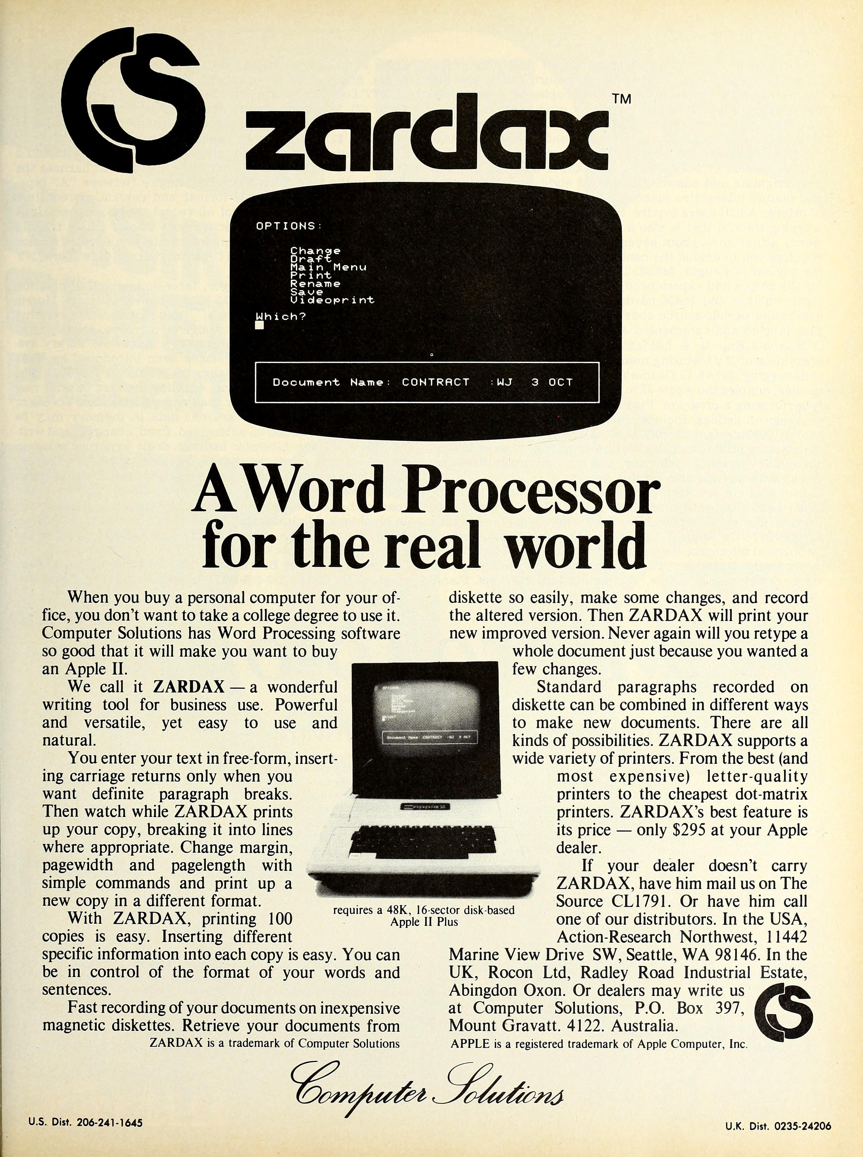 CS
zardax™
OPTIONS:
Change
Draft
Main Menu
Print
Rename
Save
Videoprint
Which?
Document Name: CONTRACT :WJ 3 OCT
A Word Processor
for the real world
When you buy a personal computer for your of-
fice, you don't want to take a college degree to use it.
Computer Solutions has Word Processing software
so good that it will make you want to buy
an Apple II.
We call it ZARDAX — a wonderful
writing tool for business use. Powerful
and versatile, yet easy to use and
natural.
You enter your text in free-form, insert-
ing carriage returns only when you
want definite paragraph breaks.
Then watch while ZARDAX prints
up your copy, breaking it into lines
where appropriate. Change margin,
pagewidth and pagelength with
simple commands and print up a
new copy in a different format.
With ZARDAX, printing 100
copies is easy. Inserting different
specific information into each copy is easy. You can
be in control of the format of your words and
sentences.
Fast recording of your documents on inexpensive
magnetic diskettes. Retrieve your documents from
ZARDAX is a trademark of Computer Solutions
Document Name: CONTRACT :WJ 3 OCT
requires a 48K, 16-sector disk-based
Apple II Plus
diskette so easily, make some changes, and record
the altered version. Then ZARDAX will print your
new improved version. Never again will you retype a
whole document just because you wanted a
few changes.
Standard paragraphs recorded on
diskette can be combined in different ways
to make new documents. There are all
kinds of possibilities. ZARDAX supports a
wide variety of printers. From the best (and
most expensive) letter-quality
printers to the cheapest dot-matrix
printers. ZARDAX's best feature is
its price — only $295 at your Apple
dealer.
If your dealer doesn't carry
ZARDAX, have him mail us on The
Source CL1791. Or have him call
one of our distributors. In the USA,
Action-Research Northwest, 11442
Marine View Drive SW, Seattle, WA 98146. In the
UK, Rocon Ltd, Radley Road Industrial Estate,
Abingdon Oxon. Or dealers may write us
at Computer Solutions, P.O. Box 397,
Mount Gravatt. 4122. Australia.
CS
APPLE is a registered trademark of Apple Computer, Inc.
Computer Solutions
U.S. Dist. 206-241-1645
U.K. Dist. 0235-24206